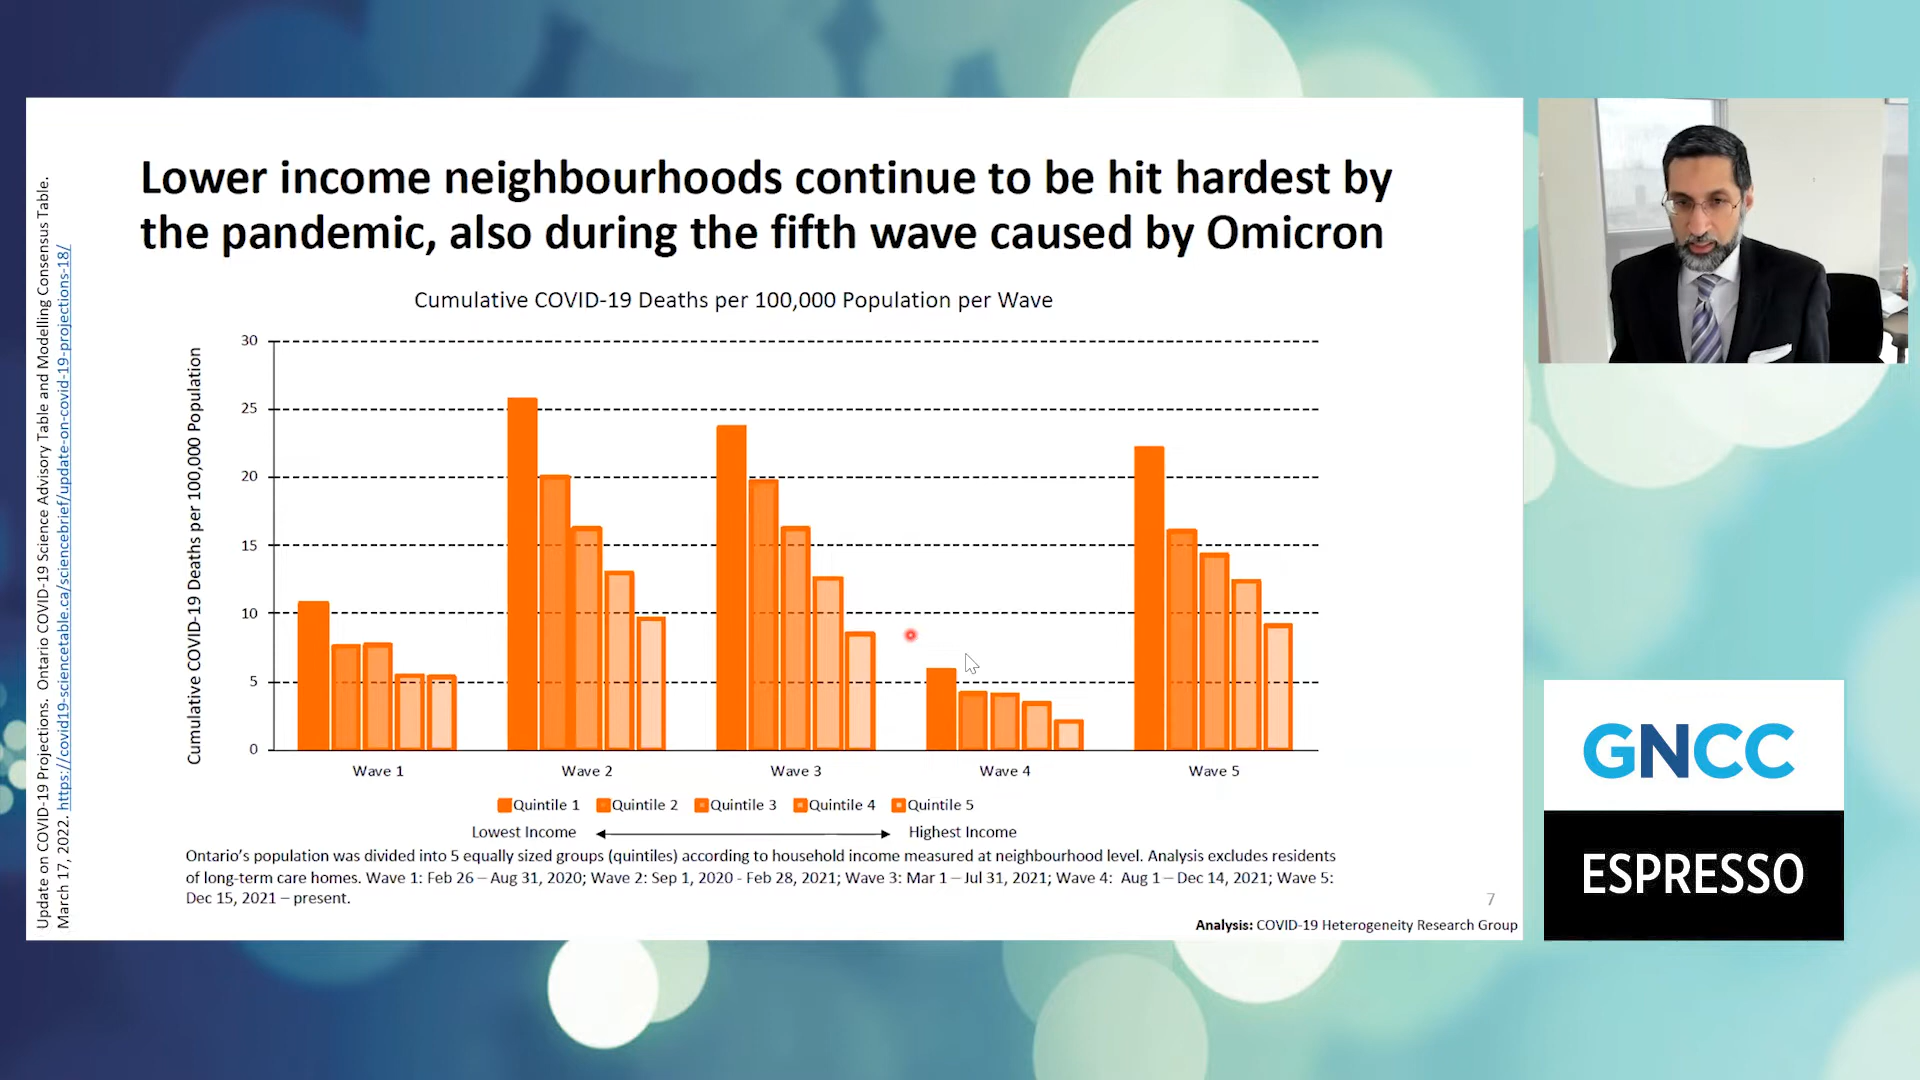 Lower income neighbourhoods continue to be hit hardest by
the pandemic, also during the fifth wave caused by Omicron
Cumulative COVID-19 Deaths per 100,000 Population per Wave
Cumulative COVID-19 Deaths per 100,000 Population
30
25
20
15
10
5
0
Wave 1 Wave 2 Wave 3 Wave 4 Wave 5
Quintile 1 Quintile 2 Quintile 3 Quintile 4 Quintile 5
Lowest Income Highest Income
Ontario's population was divided into 5 equally sized groups (quintiles) according to household income measured at neighbourhood level. Analysis excludes residents
of long-term care homes. Wave 1: Feb 26 – Aug 31, 2020; Wave 2: Sep 1, 2020 - Feb 28, 2021; Wave 3: Mar 1 – Jul 31, 2021; Wave 4: Aug 1 – Dec 14, 2021; Wave 5:
Dec 15, 2021 – present.
7
Analysis: COVID-19 Heterogeneity Research Group
Update on COVID-19 Projections. Ontario COVID-19 Science Advisory Table and Modelling Consensus Table.
March 17, 2022. https://covid19-sciencetable.ca/sciencebrief/update-on-covid-19-projections-18/
GNCC
ESPRESSO